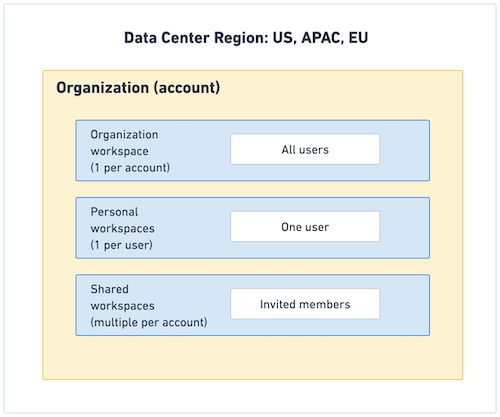 Data Center Region: US, APAC, EU
Organization (account)
Organization
workspace
(1 per account)
All users
Personal
workspaces
(1 per user)
One user
Shared
workspaces
(multiple per account)
Invited members